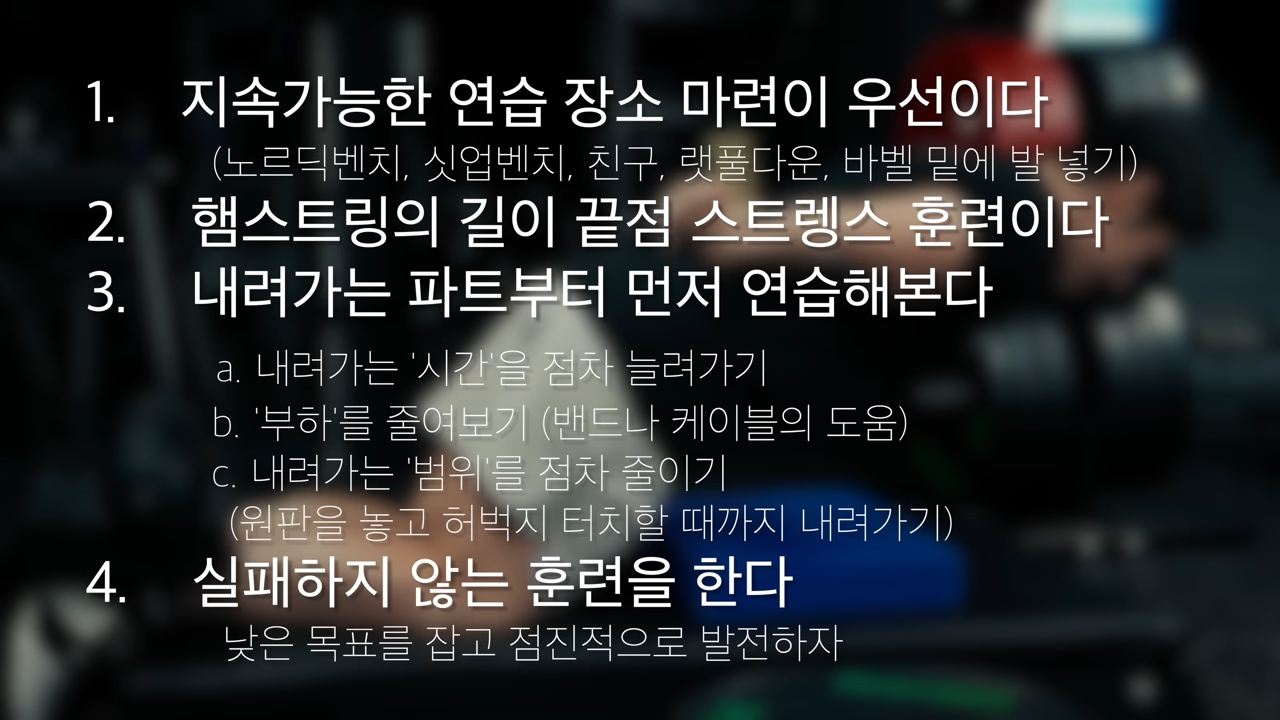 1. 지속가능한 연습 장소 마련이 우선이다
(노르딕벤치, 싯업벤치, 친구, 랫풀다운, 바벨 밑에 발 넣기)
2. 햄스트링의 길이 끝점 스트렝스 훈련이다
3. 내려가는 파트부터 먼저 연습해본다
a. 내려가는 '시간'을 점차 늘려가기
b. '부하'를 줄여보기 (밴드나 케이블의 도움)
c. 내려가는 '범위'를 점차 줄이기
(원판을 놓고 허벅지 터치할 때까지 내려가기)
4. 실패하지 않는 훈련을 한다
낮은 목표를 잡고 점진적으로 발전하자